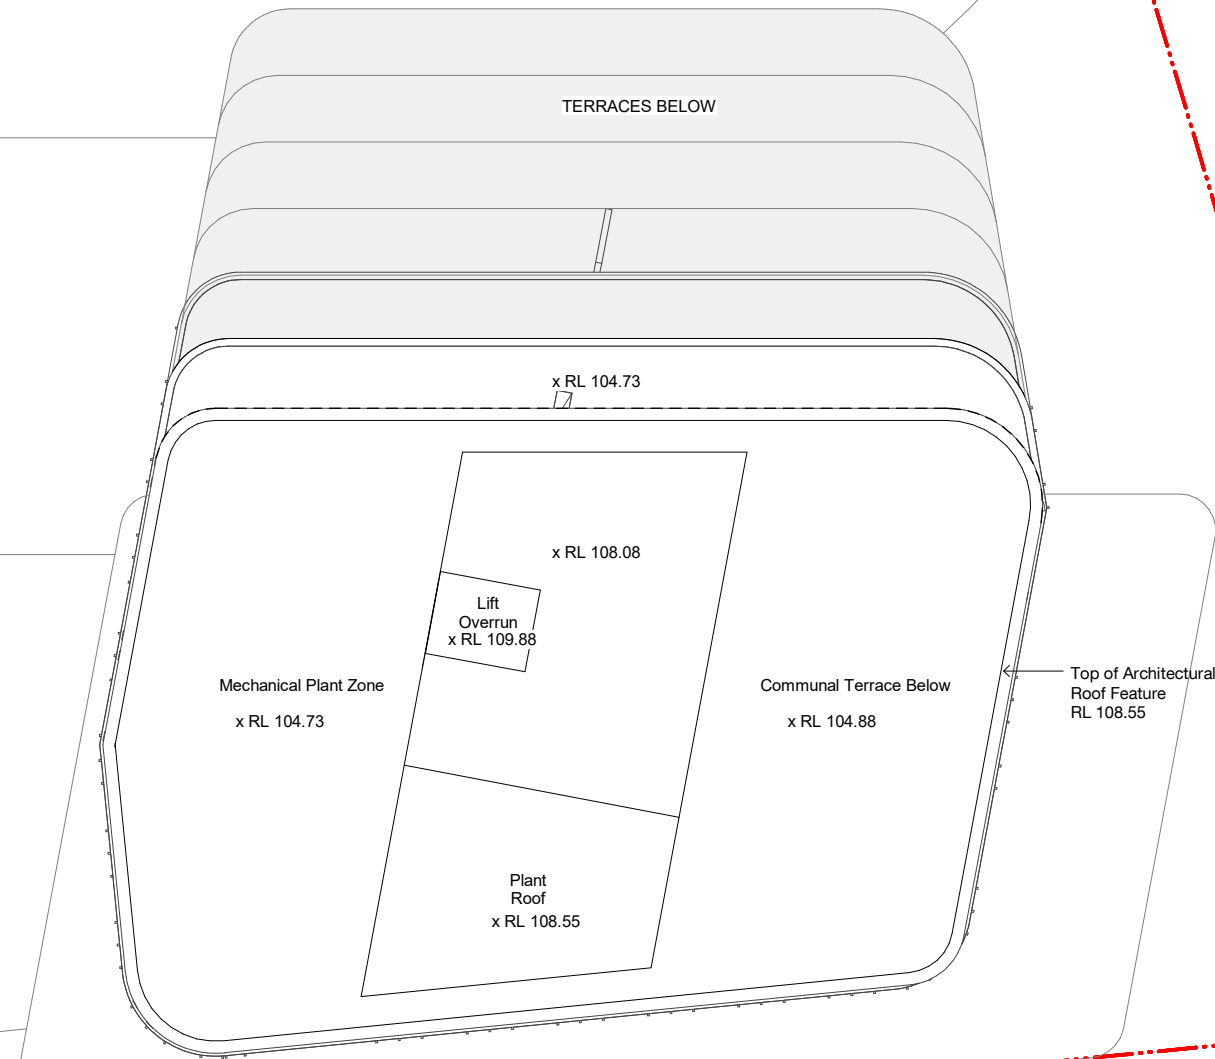 TERRACES BELOW
x RL 104.73
x RL 108.08
Lift
Overrun
x RL 109.88
Mechanical Plant Zone
x RL 104.73
Communal Terrace Below
x RL 104.88
Top of Architectural
Roof Feature
RL 108.55
Plant
Roof
x RL 108.55